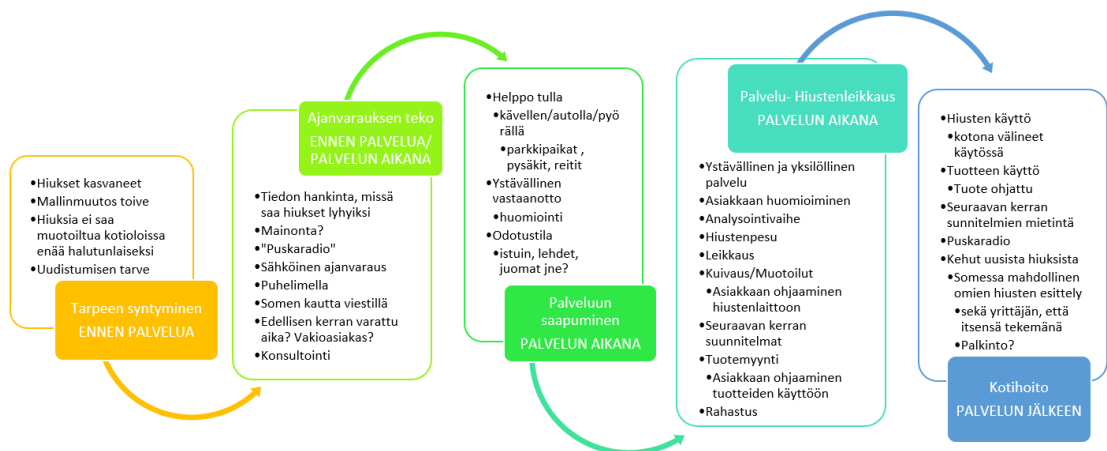 •Hiukset kasvaneet
•Mallinmuutos toive
•Hiuksia ei saa
muotoiltua kotioloissa
enää halutunlaiseksi
•Uudistumisen tarve
Tarpeen syntyminen
ENNEN PALVELUA
Ajanvarauksen teko
ENNEN PALVELUA/
PALVELUN AIKANA
•Tiedon hankinta, missä
saa hiukset lyhyiksi
•Mainonta?
•"Puskaradio"
•Sähköinen ajanvaraus
•Puhelimella
•Somen kautta viestillä
•Edellisen kerran varattu
aika? Vakioasiakas?
•Konsultointi
•Helppo tulla
•kävellen/autolla/pyö
rällä
•parkkipaikat ,
pysäkit, reitit
•Ystävällinen
vastaanotto
•huomiointi
•Odotustila
•istuin, lehdet,
juomat jne?
Palveluun
saapuminen
PALVELUN AIKANA
Palvelu- Hiustenleikkaus
PALVELUN AIKANA
•Ystävällinen ja yksilöllinen
palvelu
•Asiakkaan huomioiminen
•Analysointivaihe
•Hiustenpesu
•Leikkaus
•Kuivaus/Muotoilut
•Asiakkaan ohjaaminen
hiustenlaittoon
•Seuraavan kerran
suunnitelmat
•Tuotemyynti
•Asiakkaan ohjaaminen
tuotteiden käyttöön
•Rahastus
•Hiusten käyttö
•kotona välineet
käytössä
•Tuotteen käyttö
•Tuote ohjattu
•Seuraavan kerran
sunnitelmien mietintä
•Puskaradio
•Kehut uusista hiuksista
•Somessa mahdollinen
omien hiusten esittely
•sekä yrittäjän, että
itsensä tekemänä
•Palkinto?
Kotihoito
PALVELUN JÄLKEEN